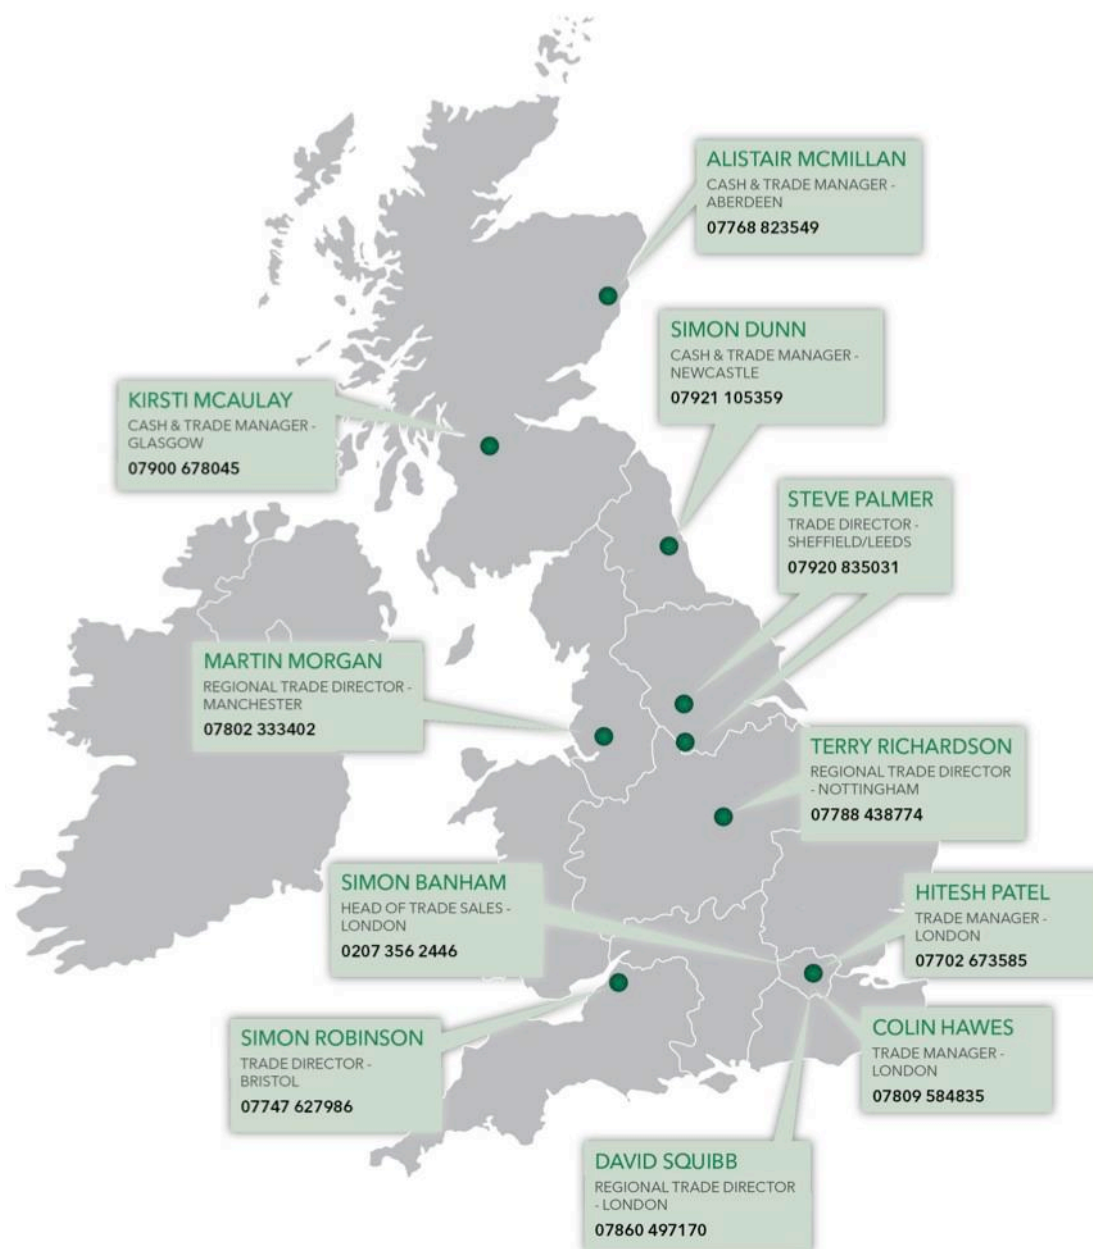 ALISTAIR MCMILLAN
CASH & TRADE MANAGER -
ABERDEEN
07768 823549
SIMON DUNN
CASH & TRADE MANAGER -
NEWCASTLE
07921 105359
KIRSTI MCAULAY
CASH & TRADE MANAGER -
GLASGOW
07900 678045
STEVE PALMER
TRADE DIRECTOR -
SHEFFIELD/LEEDS
07920 835031
MARTIN MORGAN
REGIONAL TRADE DIRECTOR -
MANCHESTER
07802 333402
TERRY RICHARDSON
REGIONAL TRADE DIRECTOR
- NOTTINGHAM
07788 438774
SIMON BANHAM
HEAD OF TRADE SALES -
LONDON
0207 356 2446
HITESH PATEL
TRADE MANAGER -
LONDON
07702 673585
SIMON ROBINSON
TRADE DIRECTOR -
BRISTOL
07747 627986
COLIN HAWES
TRADE MANAGER -
LONDON
07809 584835
DAVID SQUIBB
REGIONAL TRADE DIRECTOR
- LONDON
07860 497170